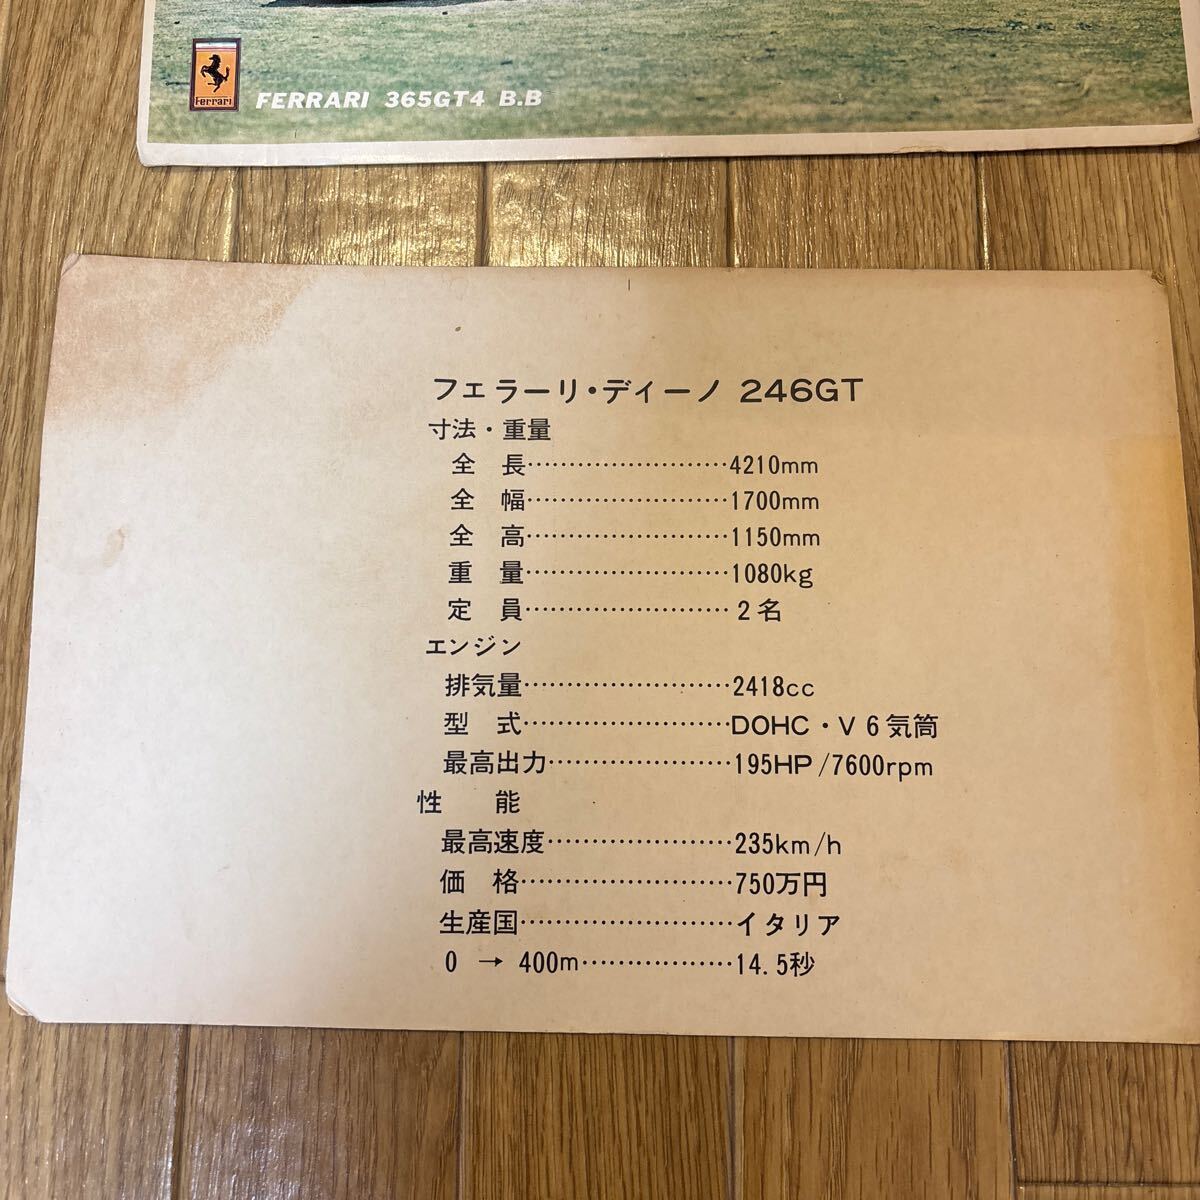 Ferrari
FERRARI 365GT4 B.B
フェラーリ・ディーノ 246GT
寸法・重量
全 長……………………4210mm
全 幅……………………1700mm
全 高……………………1150mm
重 量……………………1080kg
定 員……………………2名
エンジン
排気量……………………2418cc
型 式……………………DOHC・V6気筒
最高出力…………………195HP/7600rpm
性 能
最高速度…………………235km/h
価 格……………………750万円
生産国……………………イタリア
0 → 400m………………14.5秒